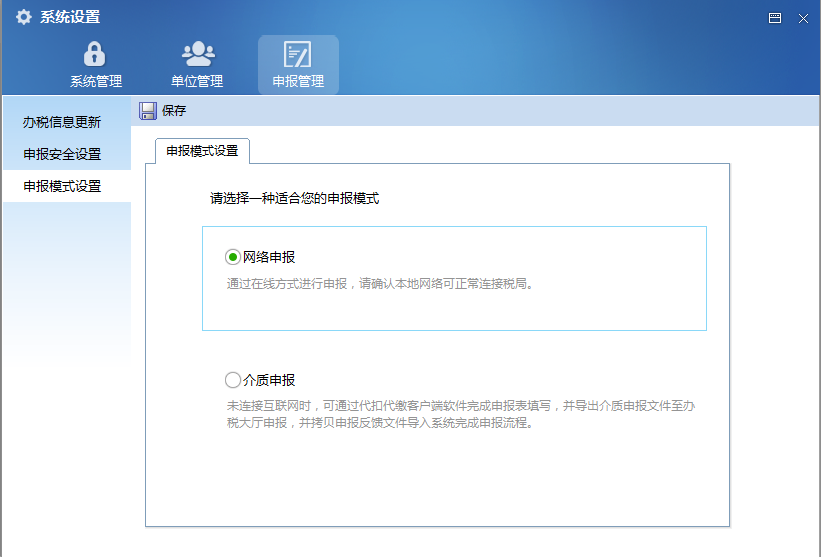 系统设置
系统管理
单位管理
申报管理
办税信息更新
申报安全设置
申报模式设置
保存
申报模式设置
请选择一种适合您的申报模式
网络申报
通过在线方式进行申报，请确认本地网络可正常连接税局。
介质申报
未连接互联网时，可通过代扣代缴客户端软件完成申报表填写，并导出介质申报文件至办
税大厅申报，并拷贝申报反馈文件导入系统完成申报流程。